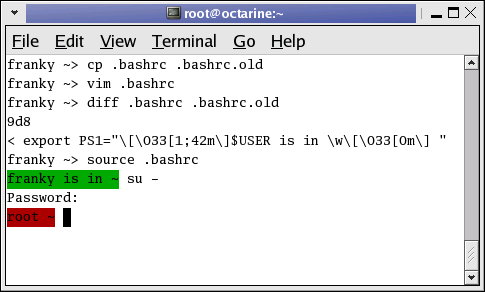 root@octarine:~
File Edit View Terminal Go Help
franky ~> cp .bashrc .bashrc.old
franky ~> vim .bashrc
franky ~> diff .bashrc .bashrc.old
9d8
< export PS1="\[\033[1;42m\]$USER is in \w\[\033[0m\] "
franky ~> source .bashrc
franky is in ~ su -
Password:
root ~